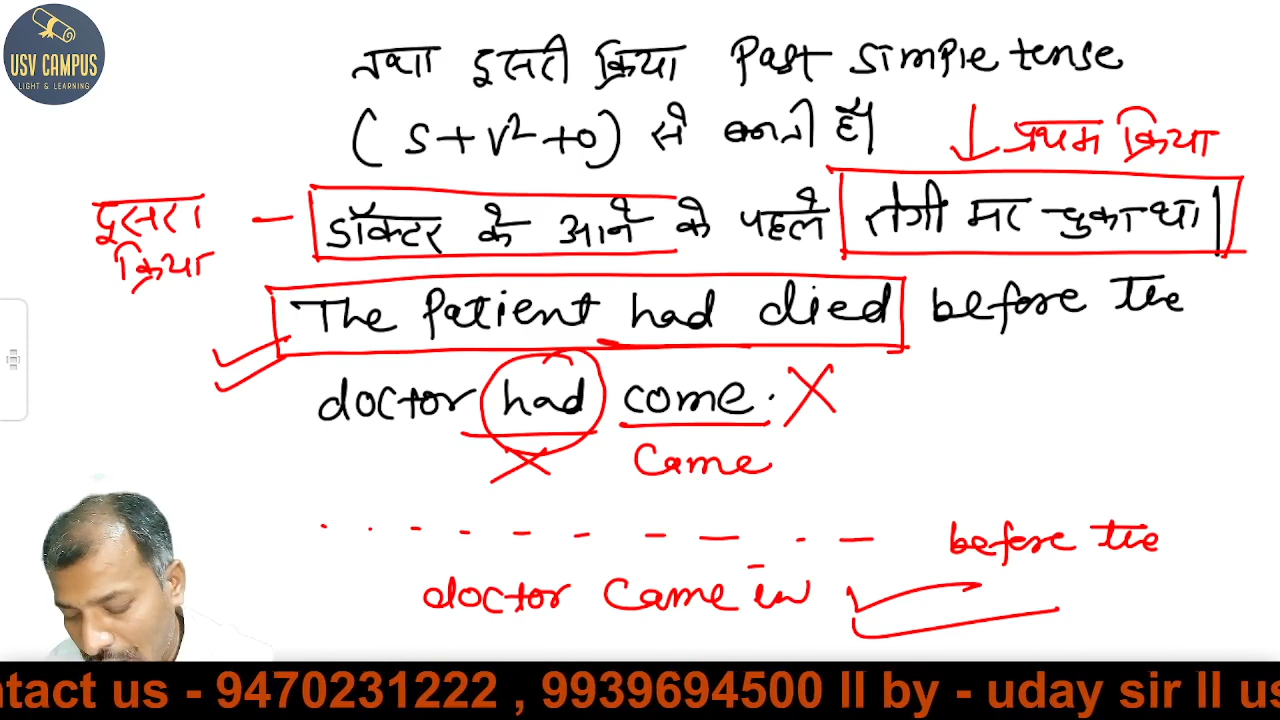 USV CAMPUS
LIGHT & LEARNING
तथा दूसरी क्रिया Past simple tense
(S+V²+O) से बनती है।
↓ प्रथम क्रिया
दूसरा क्रिया
— डॉक्टर के आने के पहले रोगी मर चुका था।
The Patient had died before the
doctor had come. X
X Came
. . - - - - - - . - before the
doctor came in
ntact us - 9470231222 , 9939694500 ll by - uday sir ll us